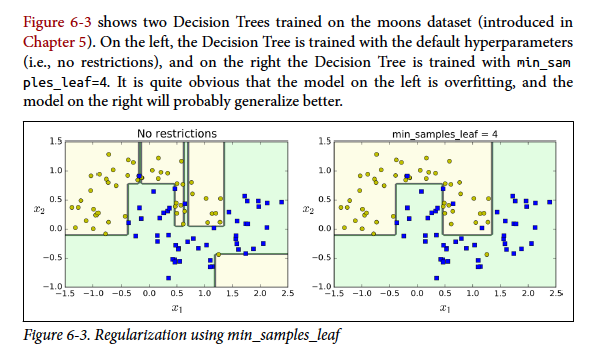 Figure 6-3 shows two Decision Trees trained on the moons dataset (introduced in
Chapter 5). On the left, the Decision Tree is trained with the default hyperparameters
(i.e., no restrictions), and on the right the Decision Tree is trained with min_sam
ples_leaf=4. It is quite obvious that the model on the left is overfitting, and the
model on the right will probably generalize better.
No restrictions
1.5
1.0
0.5
0.0
−0.5
−1.0
x2
−1.5 −1.0 −0.5 0.0 0.5 1.0 1.5 2.0 2.5
x1
min_samples_leaf = 4
1.5
1.0
0.5
0.0
−0.5
−1.0
x2
−1.5 −1.0 −0.5 0.0 0.5 1.0 1.5 2.0 2.5
x1
Figure 6-3. Regularization using min_samples_leaf